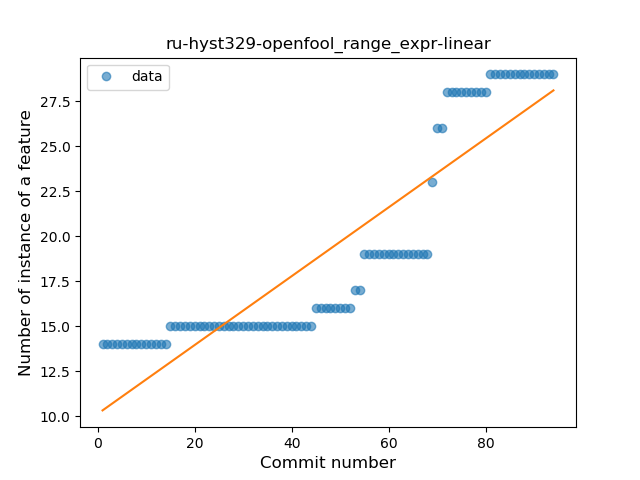 ru-hyst329-openfool_range_expr-linear
data
Number of instance of a feature
27.5
25.0
22.5
20.0
17.5
15.0
12.5
10.0
0 20 40 60 80
Commit number